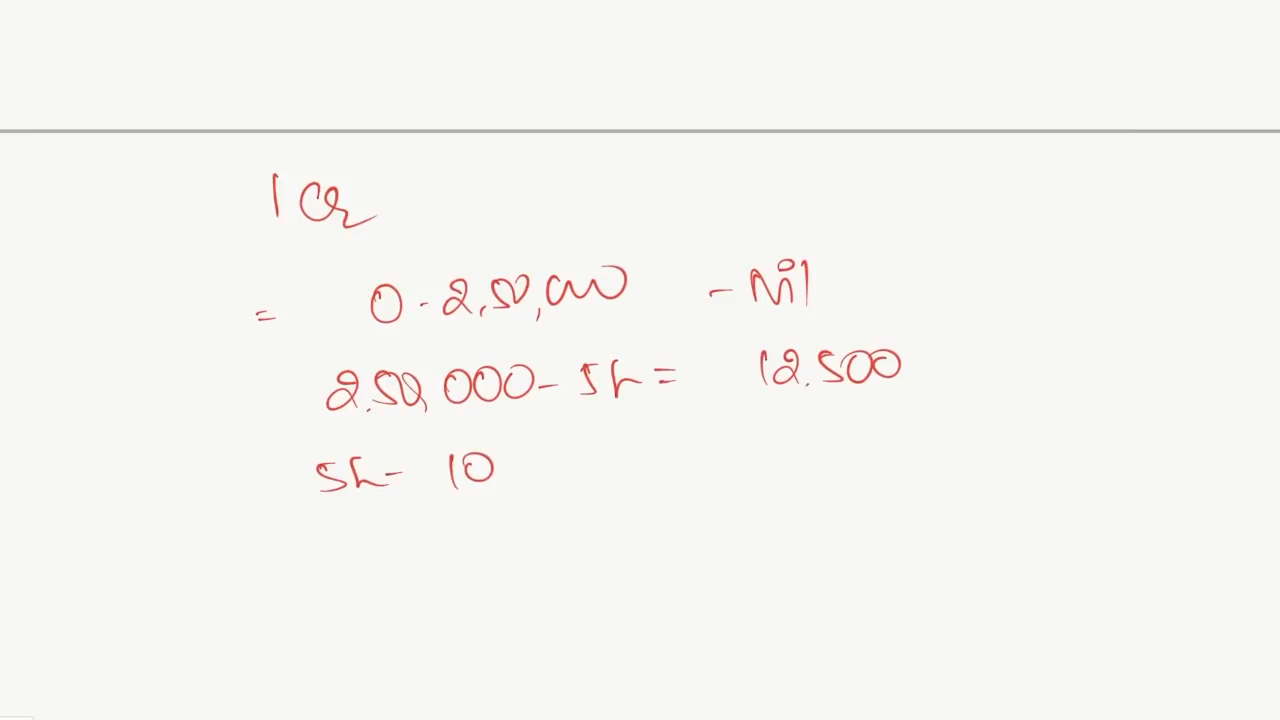 1 Cr
= 0 - 2,50,000 - Nil
2.50,000 - 5L = 12.500
5L - 10